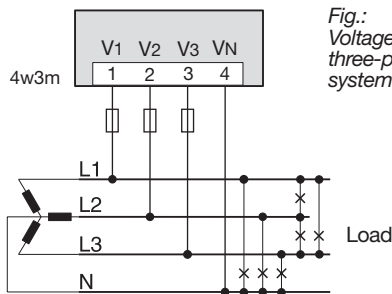 Fig.:
Voltage
three-p
system
V1 V2 V3 VN
4w3m
1 2 3 4
L1
L2
L3
Load
N